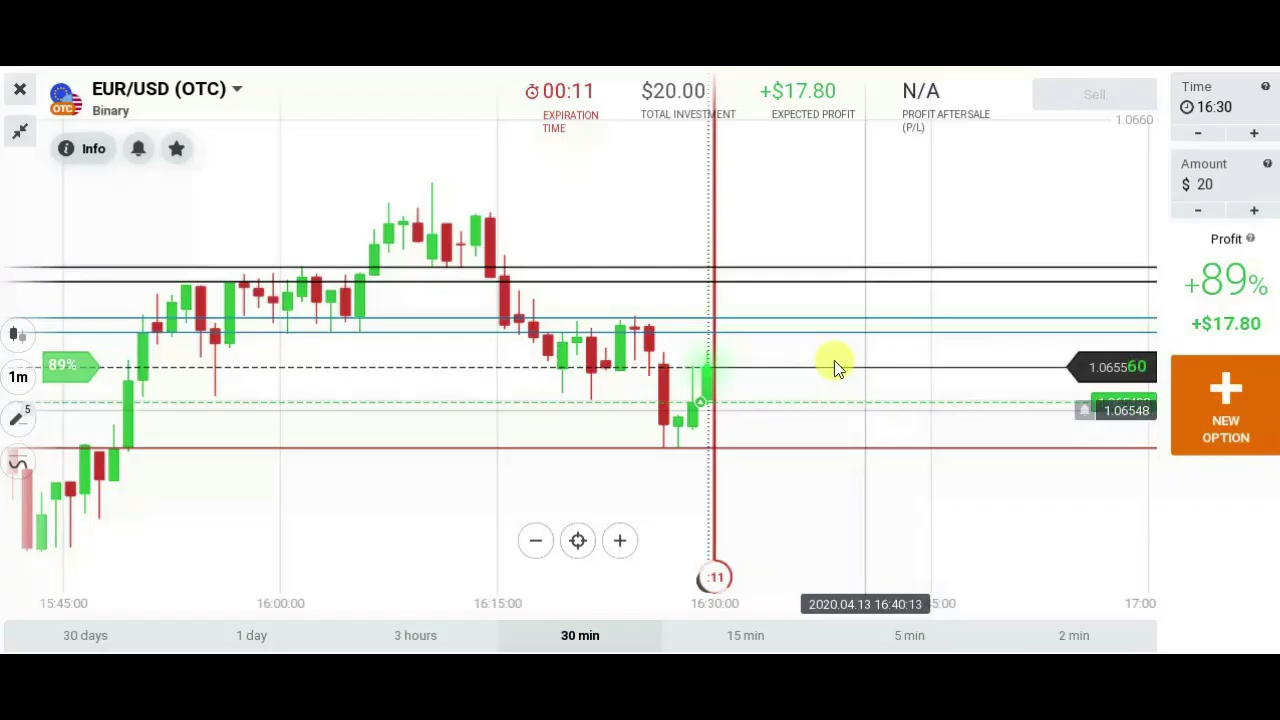 EUR/USD (OTC)
Binary
OTC
Info
00:11
EXPIRATION
TIME
$20.00
TOTAL INVESTMENT
+$17.80
EXPECTED PROFIT
N/A
PROFIT AFTER SALE
(P/L)
Sell
1.0660
Time
16:30
-
+
Amount
$ 20
-
+
Profit
+89%
+$17.80
NEW
OPTION
89%
1m
5
1.065560
1.06548
:11
15:45:00
16:00:00
16:15:00
16:30:00
2020.04.13 16:40:13
17:00
30 days
1 day
3 hours
30 min
15 min
5 min
2 min